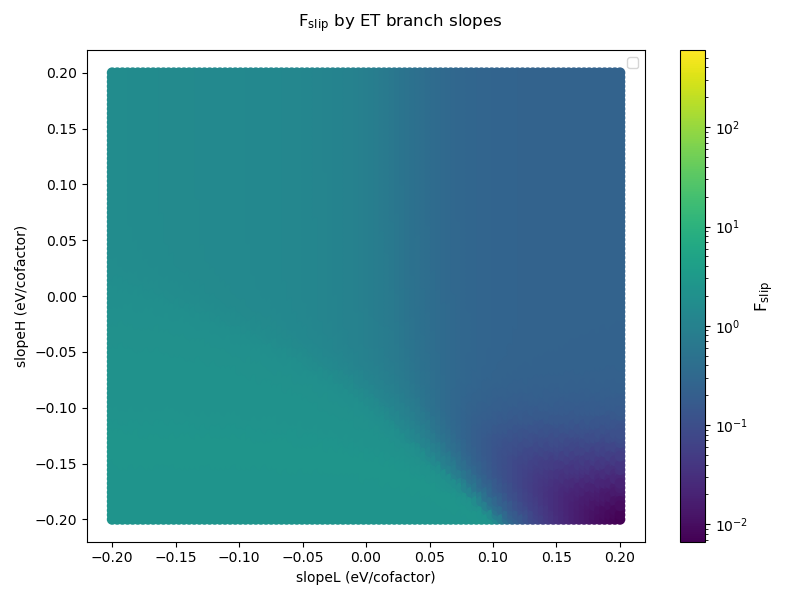 F_slip by ET branch slopes
0.20
0.15
0.10
0.05
0.00
−0.05
−0.10
−0.15
−0.20
slopeH (eV/cofactor)
−0.20 −0.15 −0.10 −0.05 0.00 0.05 0.10 0.15 0.20
slopeL (eV/cofactor)
10^2
10^1
10^0
10^−1
10^−2
F_slip